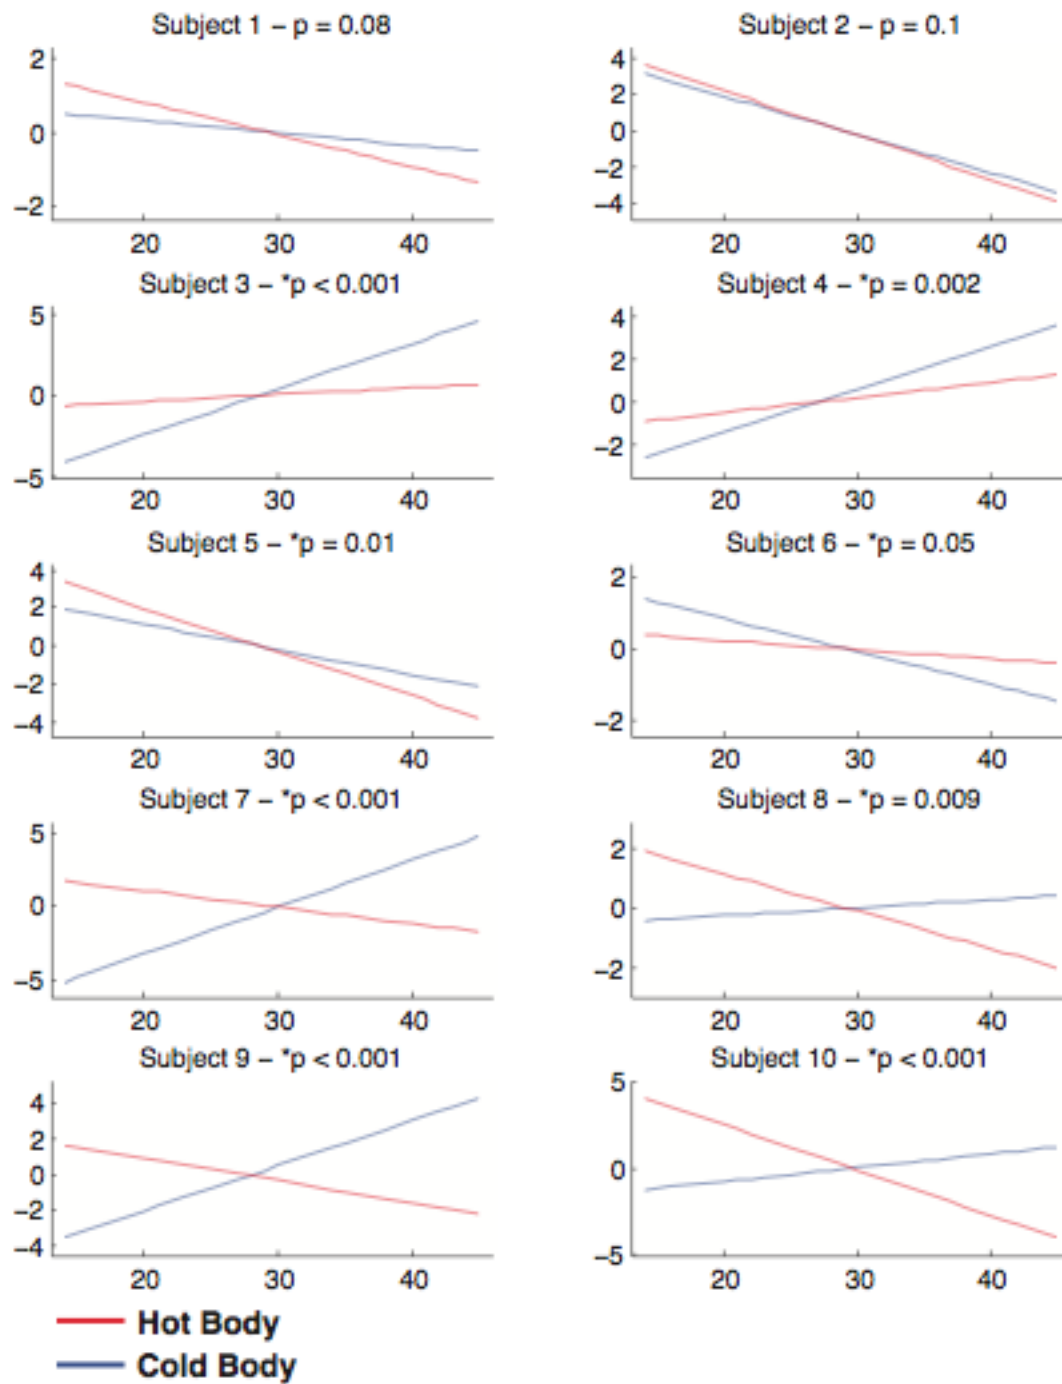 Subject 1 – p = 0.08
2
0
−2
20 30 40
Subject 2 – p = 0.1
4
2
0
−2
−4
20 30 40
Subject 3 – *p < 0.001
5
0
−5
20 30 40
Subject 4 – *p = 0.002
4
2
0
−2
20 30 40
Subject 5 – *p = 0.01
4
2
0
−2
−4
20 30 40
Subject 6 – *p = 0.05
2
0
−2
20 30 40
Subject 7 – *p < 0.001
5
0
−5
20 30 40
Subject 8 – *p = 0.009
2
0
−2
20 30 40
Subject 9 – *p < 0.001
4
2
0
−2
−4
20 30 40
Subject 10 – *p < 0.001
5
0
−5
20 30 40
Hot Body
Cold Body